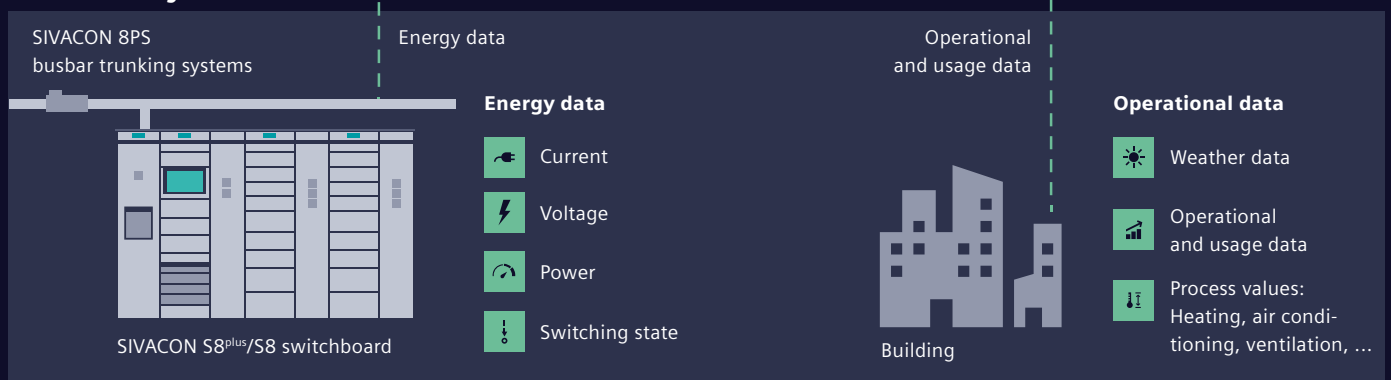 SIVACON 8PS
busbar trunking systems
Energy data
Operational
and usage data
Energy data
Current
Voltage
Power
Switching state
SIVACON S8plus/S8 switchboard
Building
Operational data
Weather data
Operational
and usage data
Process values:
Heating, air condi-
tioning, ventilation, ...